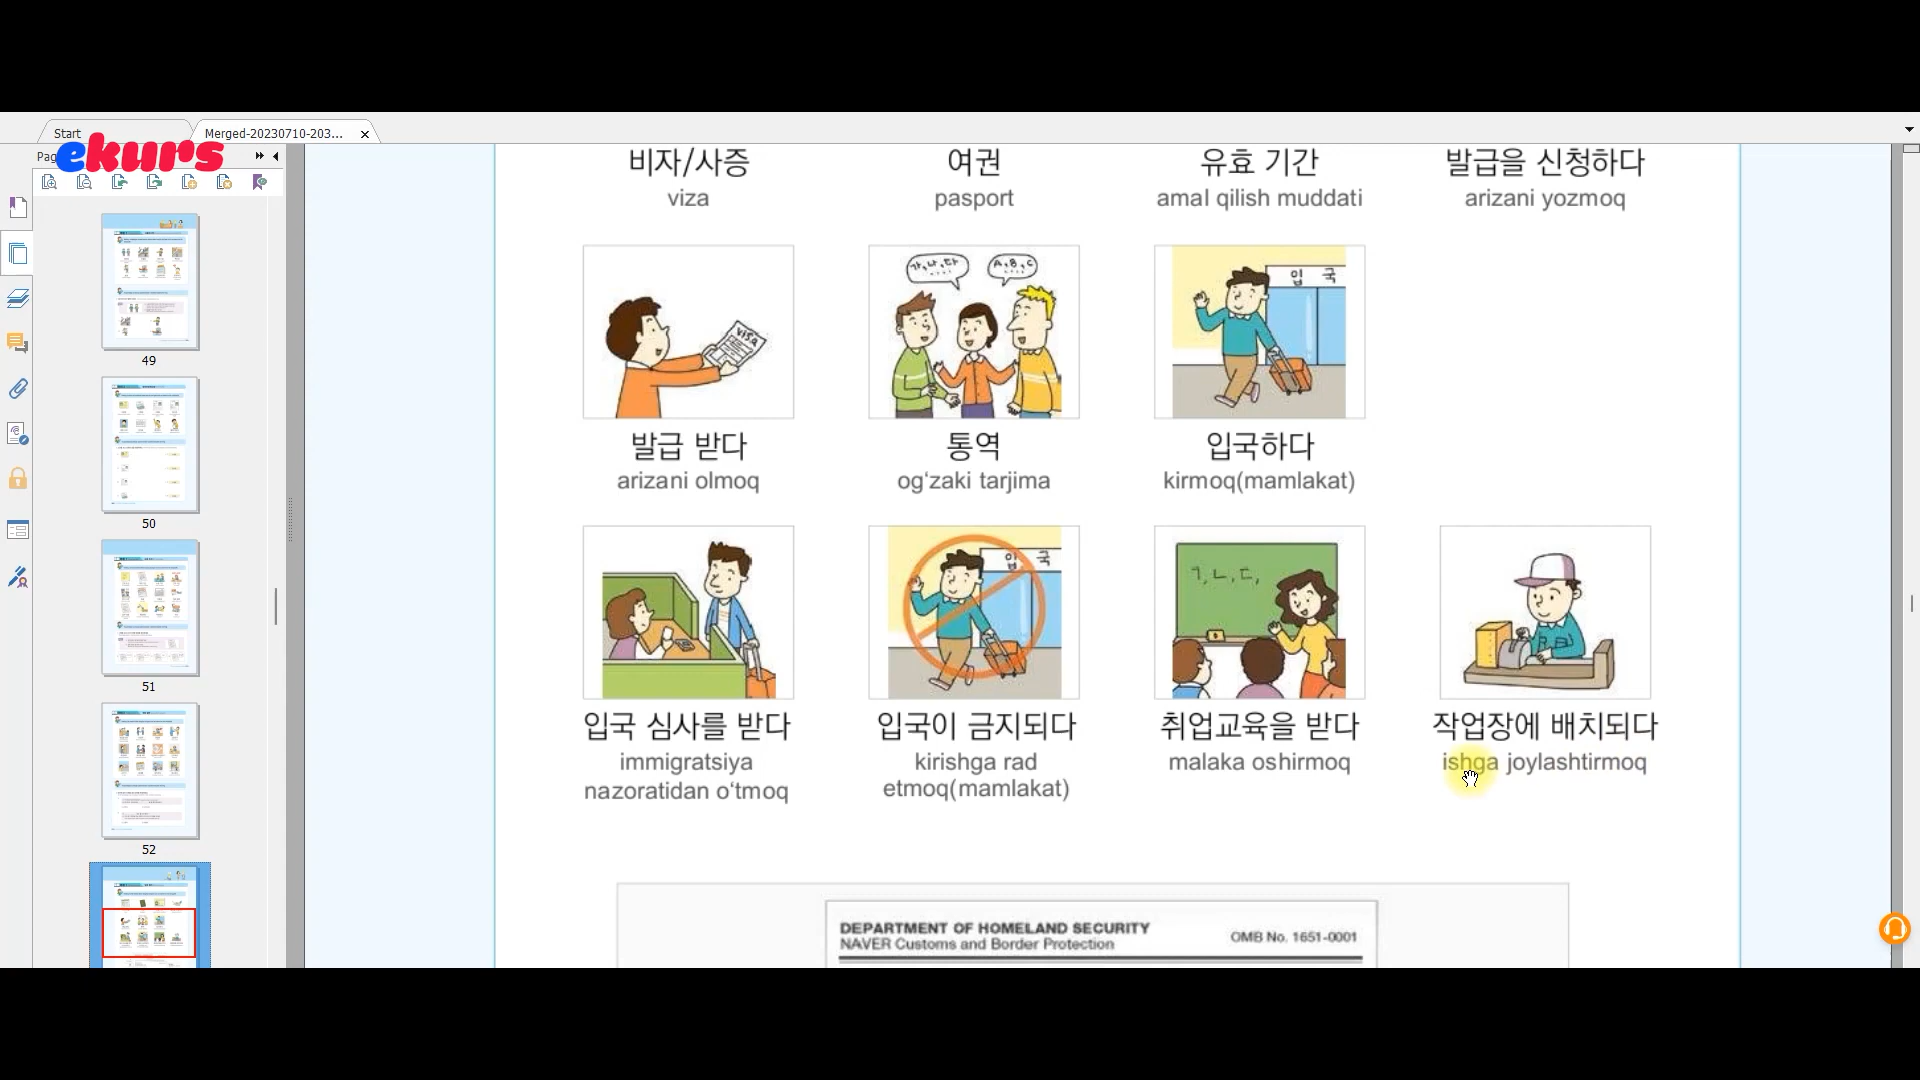 Start
Merged-20230710-203...
ekurs
비자/사증
여권
유효 기간
발급을 신청하다
viza
pasport
amal qilish muddati
arizani yozmoq
visa
가,나,다
A,B,C
입 국
발급 받다
통역
입국하다
arizani olmoq
ogʻzaki tarjima
kirmoq(mamlakat)
입 국
ㄱ,ㄴ,ㄷ,
입국 심사를 받다
입국이 금지되다
취업교육을 받다
작업장에 배치되다
immigratsiya
nazoratidan oʻtmoq
kirishga rad
etmoq(mamlakat)
malaka oshirmoq
ishga joylashtirmoq
DEPARTMENT OF HOMELAND SECURITY
NAVER Customs and Border Protection
OMB No. 1651-0001
49
50
51
52